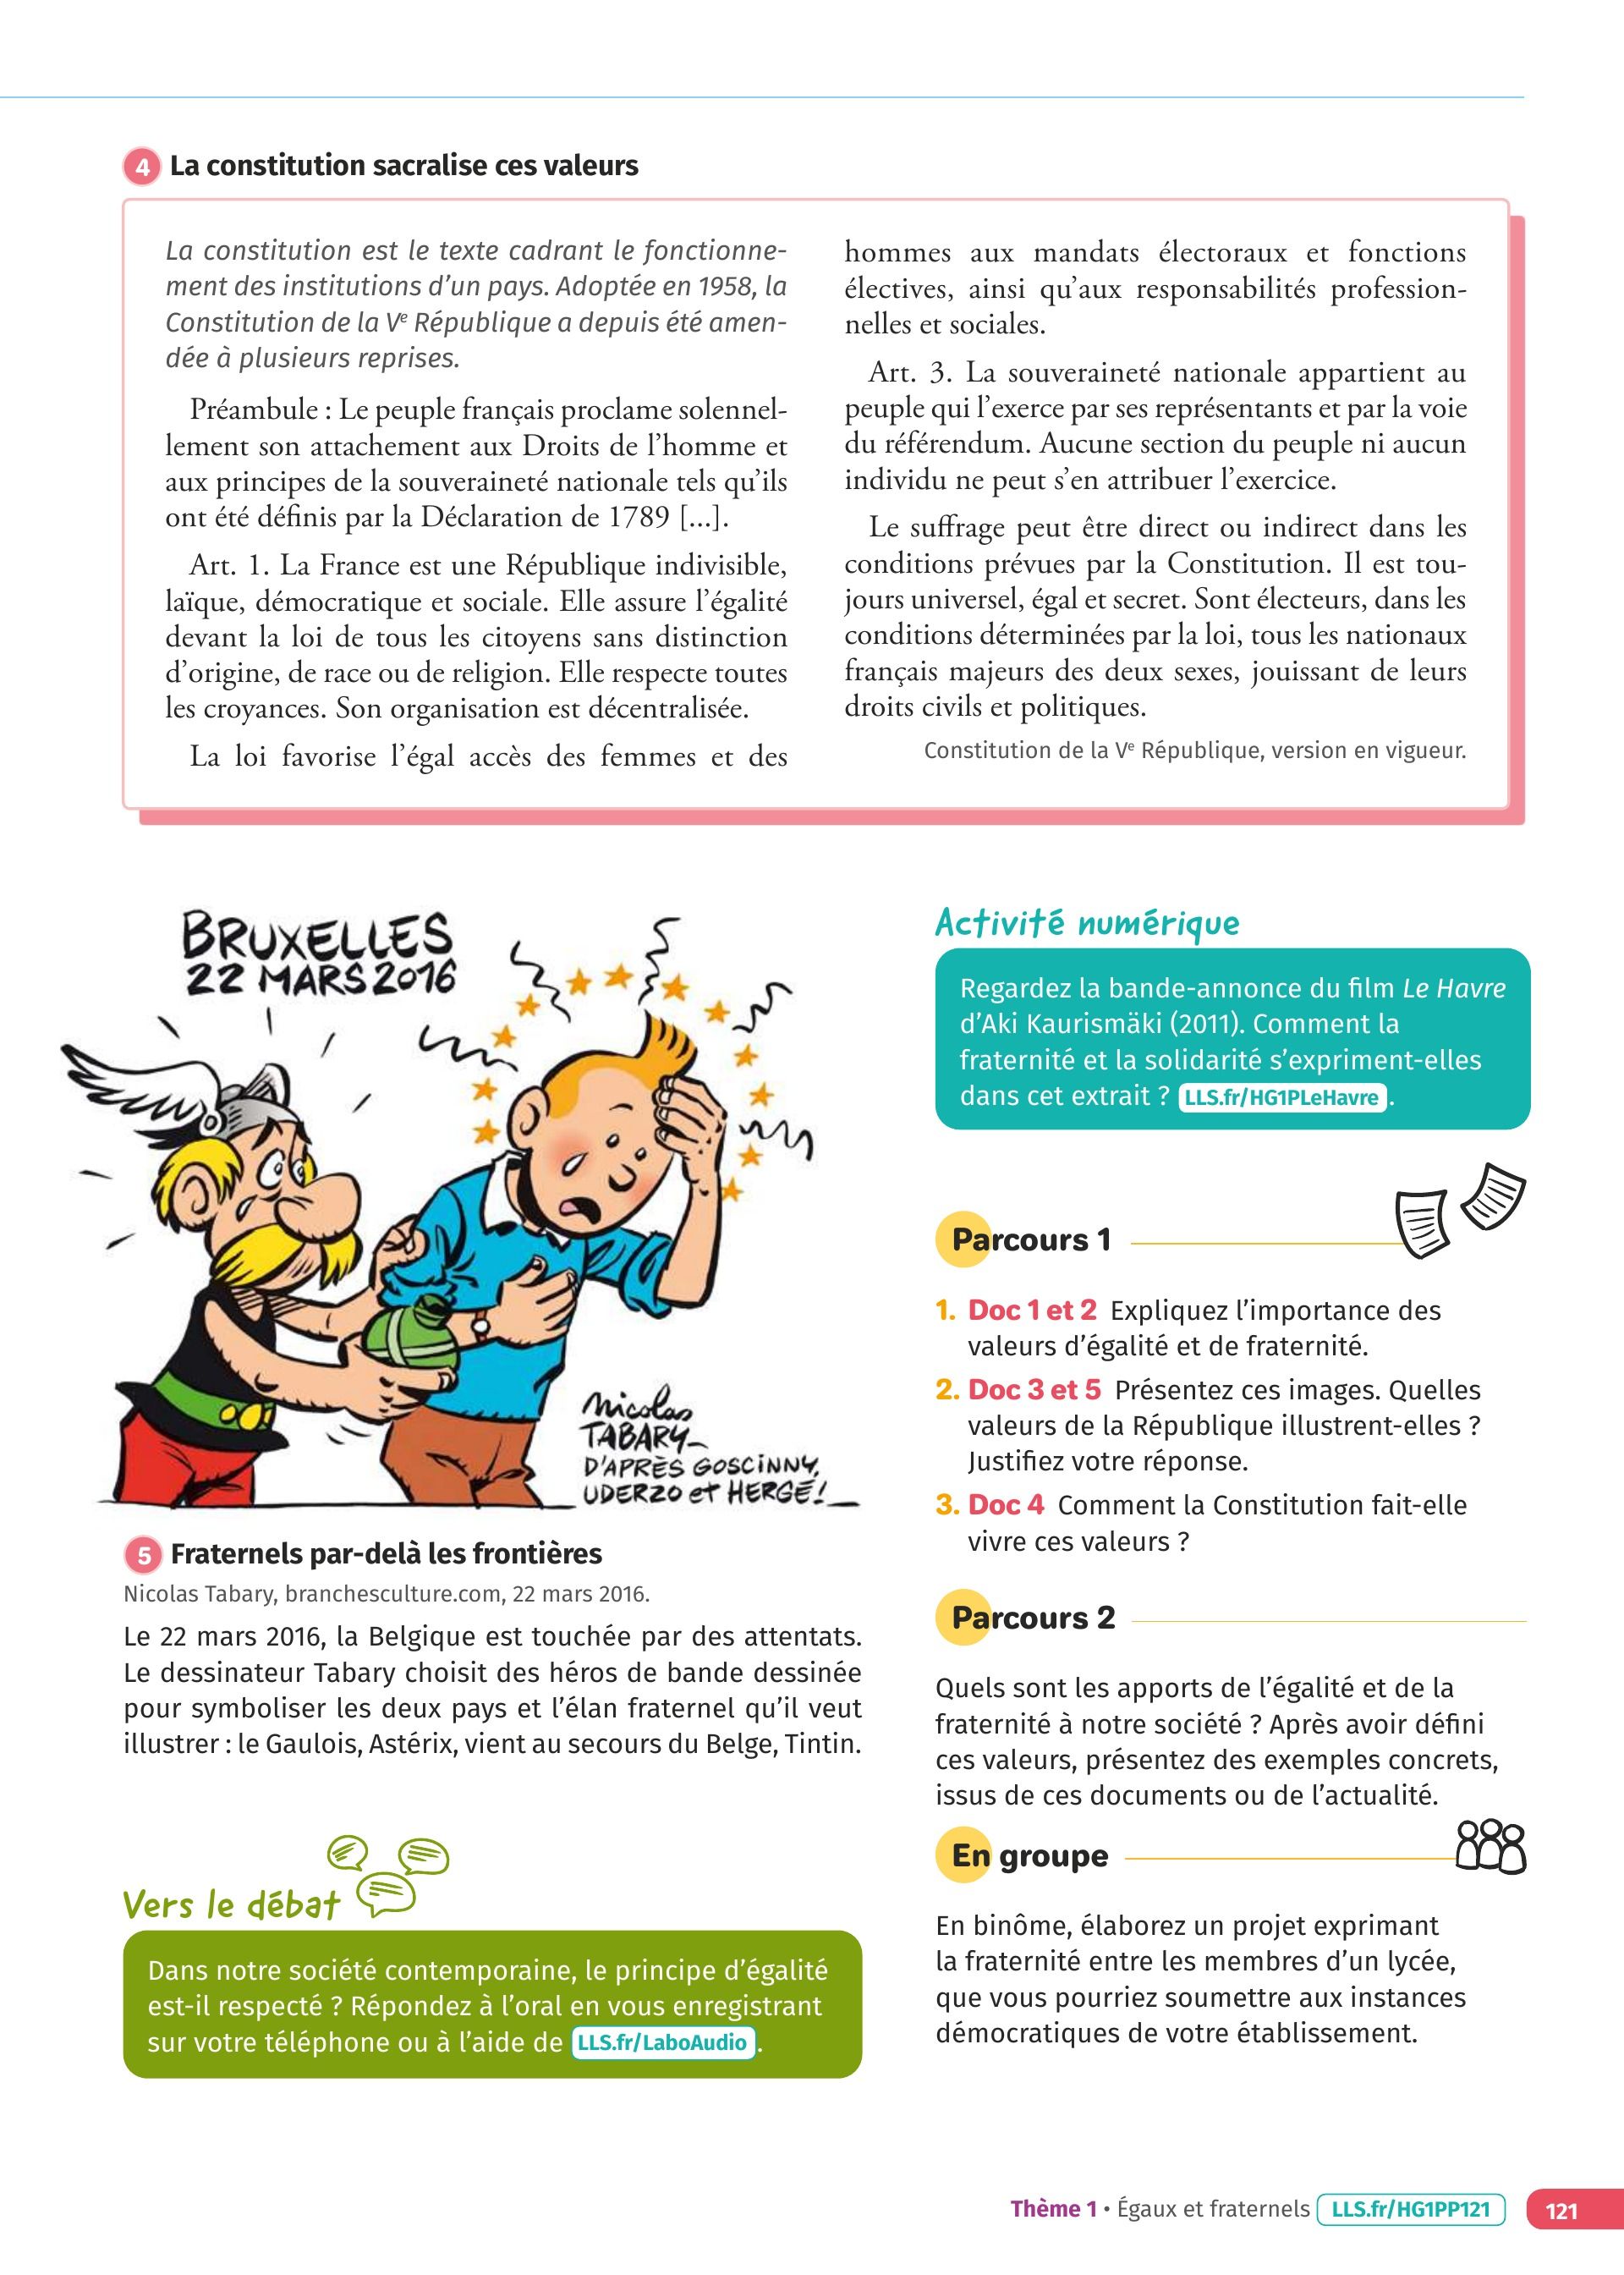 4 La constitution sacralise ces valeurs
La constitution est le texte cadrant le fonctionne-
ment des institutions d'un pays. Adoptée en 1958, la
Constitution de la Ve République a depuis été amen-
dée à plusieurs reprises.
Préambule : Le peuple français proclame solennel-
lement son attachement aux Droits de l'homme et
aux principes de la souveraineté nationale tels qu'ils
ont été définis par la Déclaration de 1789 [...].
Art. 1. La France est une République indivisible,
laïque, démocratique et sociale. Elle assure l'égalité
devant la loi de tous les citoyens sans distinction
d'origine, de race ou de religion. Elle respecte toutes
les croyances. Son organisation est décentralisée.
La loi favorise l'égal accès des femmes et des
hommes aux mandats électoraux et fonctions
électives, ainsi qu'aux responsabilités profession-
nelles et sociales.
Art. 3. La souveraineté nationale appartient au
peuple qui l'exerce par ses représentants et par la voie
du référendum. Aucune section du peuple ni aucun
individu ne peut s'en attribuer l'exercice.
Le suffrage peut être direct ou indirect dans les
conditions prévues par la Constitution. Il est tou-
jours universel, égal et secret. Sont électeurs, dans les
conditions déterminées par la loi, tous les nationaux
français majeurs des deux sexes, jouissant de leurs
droits civils et politiques.
Constitution de la Ve République, version en vigueur.
BRUXELLES
22 MARS 2016
Nicolas
TABARY
D'APRÈS GOSCINNY,
UDERZO et HERGÉ!
5 Fraternels par-delà les frontières
Nicolas Tabary, branchesculture.com, 22 mars 2016.
Le 22 mars 2016, la Belgique est touchée par des attentats.
Le dessinateur Tabary choisit des héros de bande dessinée
pour symboliser les deux pays et l'élan fraternel qu'il veut
illustrer : le Gaulois, Astérix, vient au secours du Belge, Tintin.
Vers le débat
Dans notre société contemporaine, le principe d'égalité
est-il respecté ? Répondez à l'oral en vous enregistrant
sur votre téléphone ou à l'aide de LLS.fr/LaboAudio .
Activité numérique
Regardez la bande-annonce du film Le Havre
d'Aki Kaurismäki (2011). Comment la
fraternité et la solidarité s'expriment-elles
dans cet extrait ? LLS.fr/HG1PLeHavre .
Parcours 1
1. Doc 1 et 2 Expliquez l'importance des
valeurs d'égalité et de fraternité.
2. Doc 3 et 5 Présentez ces images. Quelles
valeurs de la République illustrent-elles ?
Justifiez votre réponse.
3. Doc 4 Comment la Constitution fait-elle
vivre ces valeurs ?
Parcours 2
Quels sont les apports de l'égalité et de la
fraternité à notre société ? Après avoir défini
ces valeurs, présentez des exemples concrets,
issus de ces documents ou de l'actualité.
En groupe
En binôme, élaborez un projet exprimant
la fraternité entre les membres d'un lycée,
que vous pourriez soumettre aux instances
démocratiques de votre établissement.
Thème 1 • Égaux et fraternels LLS.fr/HG1PP121 121